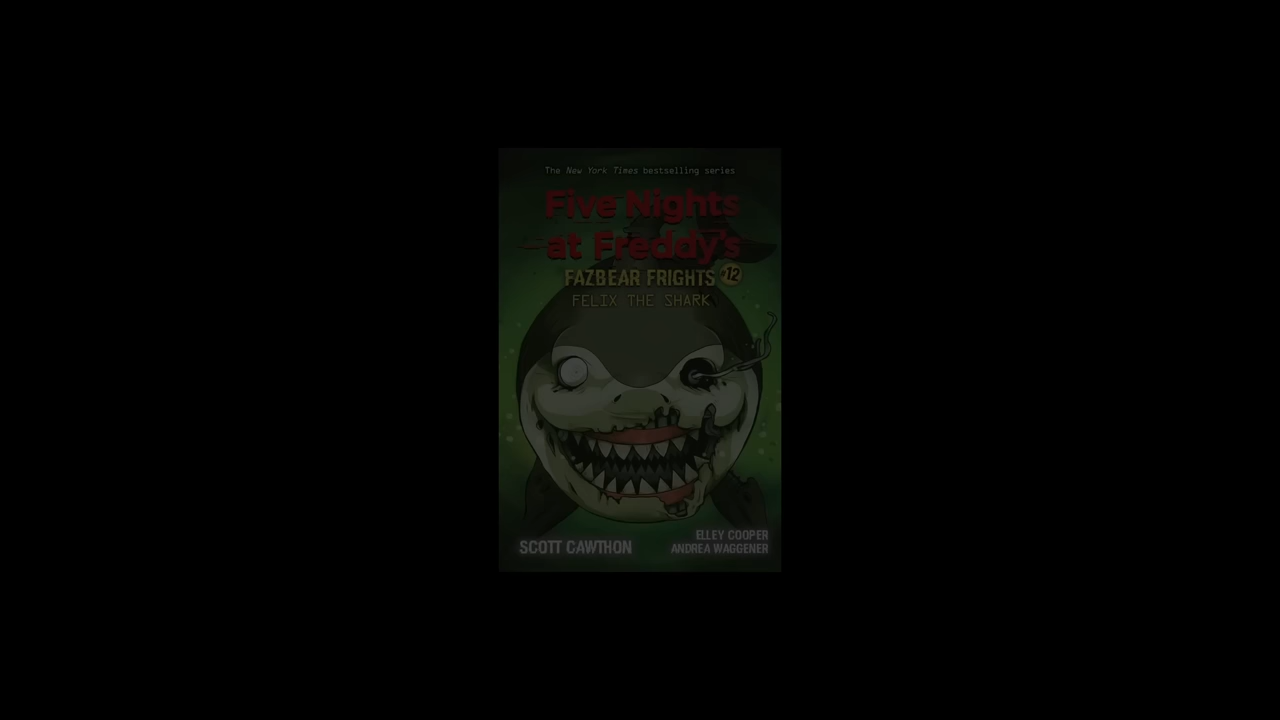 The New York Times bestselling series
Five Nights
at Freddy's
FAZBEAR FRIGHTS #12
FELIX THE SHARK
SCOTT CAWTHON
ELLEY COOPER
ANDREA WAGGENER